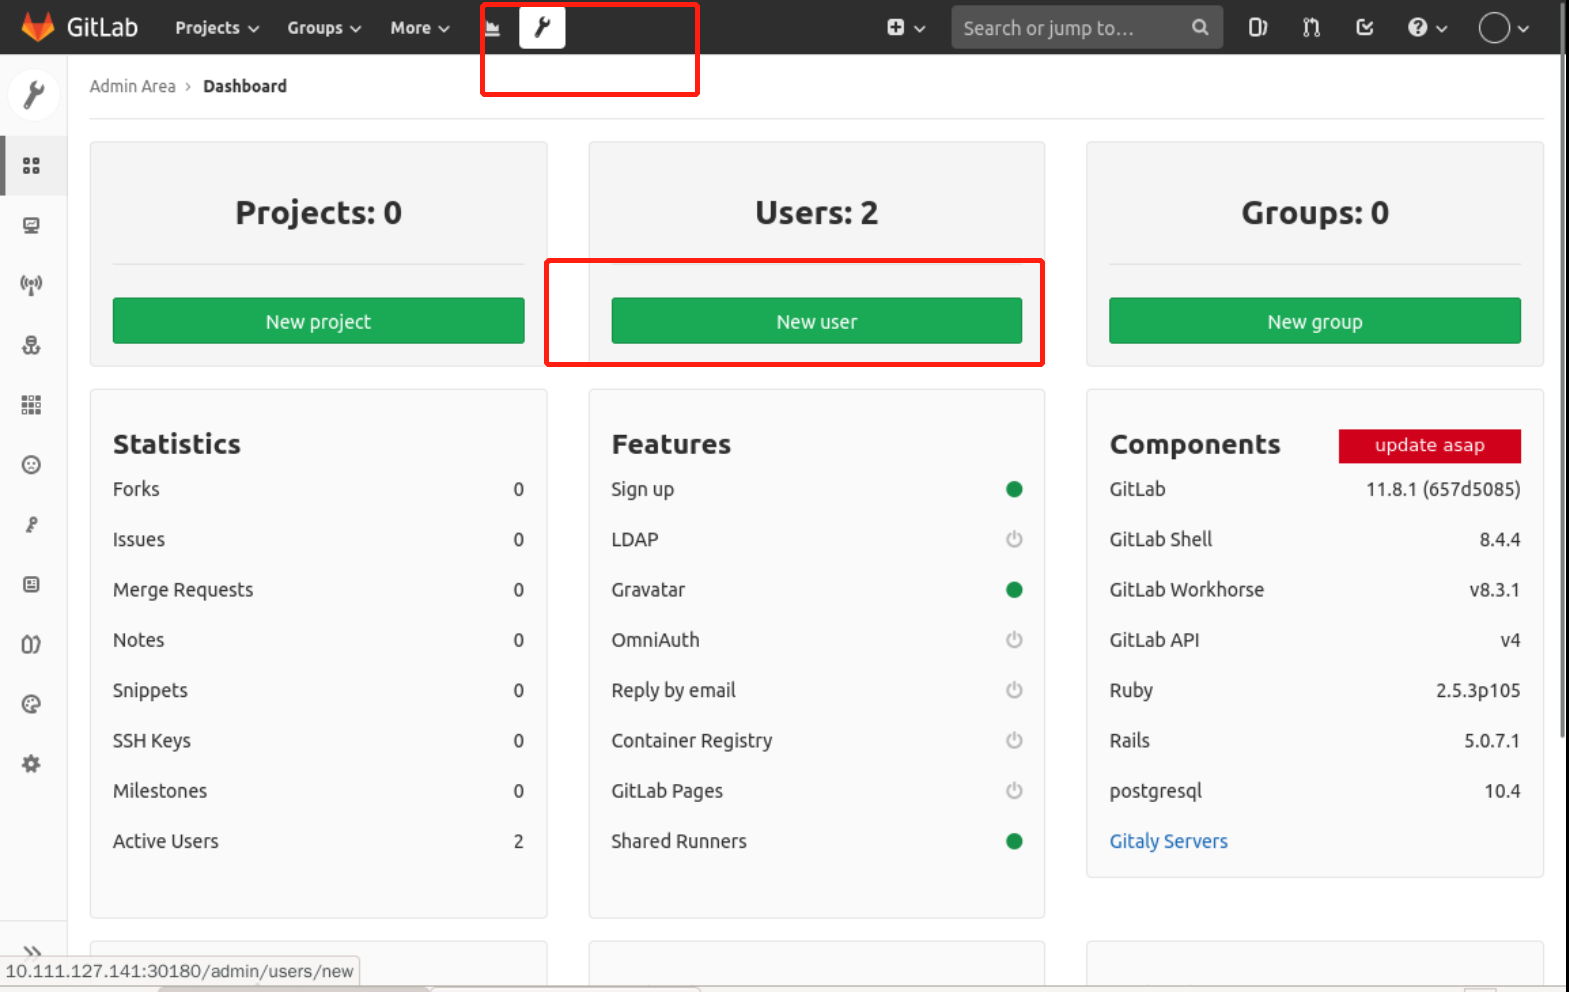 GitLab Projects Groups More Search or jump to...
Admin Area > Dashboard
Projects: 0
New project
Users: 2
New user
Groups: 0
New group
Statistics
Forks 0
Issues 0
Merge Requests 0
Notes 0
Snippets 0
SSH Keys 0
Milestones 0
Active Users 2
Features
Sign up
LDAP
Gravatar
OmniAuth
Reply by email
Container Registry
GitLab Pages
Shared Runners
Components update asap
GitLab 11.8.1 (657d5085)
GitLab Shell 8.4.4
GitLab Workhorse v8.3.1
GitLab API v4
Ruby 2.5.3p105
Rails 5.0.7.1
postgresql 10.4
Gitaly Servers
10.111.127.141:30180/admin/users/new